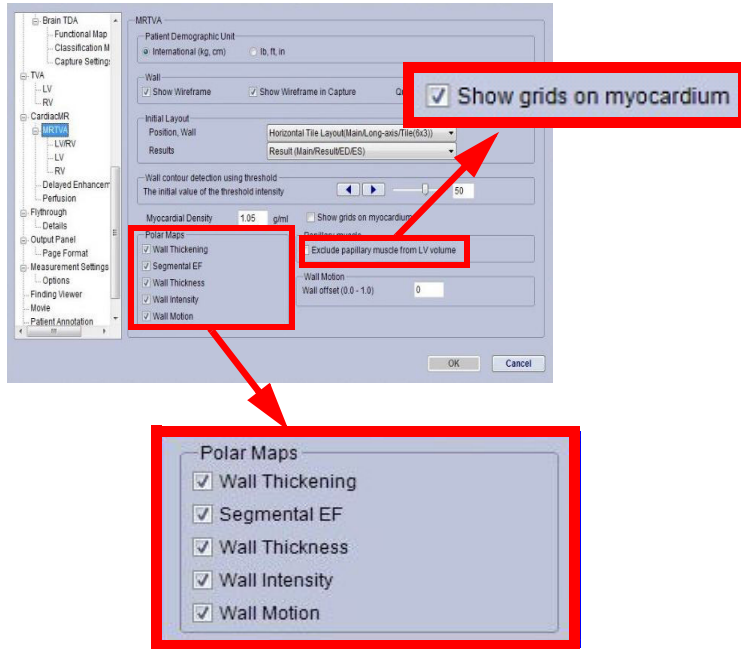 Brain TDA
Functional Map
Classification M
Capture Setting
TVA
LV
RV
CardiacMR
MRTVA
LV/RV
LV
RV
Delayed Enhancem
Perfusion
Flythrough
Details
Output Panel
Page Format
Measurement Settings
Options
Finding Viewer
Movie
Patient Annotation
MRTVA
Patient Demographic Unit
International (kg, cm) lb, ft, in
Wall
Show Wireframe Show Wireframe in Capture
Show grids on myocardium
Initial Layout
Position, Wall Horizontal Tile Layout(Main/Long-axis/Tile(6x3))
Results Result (Main/Result/ED/ES)
Wall contour detection using threshold
The initial value of the threshold intensity 50
Myocardial Density 1.05 g/ml Show grids on myocardium
Polar Maps
Wall Thickening
Segmental EF
Wall Thickness
Wall Intensity
Wall Motion
Papillary muscle
Exclude papillary muscle from LV volume
Wall Motion
Wall offset (0.0 - 1.0) 0
OK Cancel
Polar Maps
Wall Thickening
Segmental EF
Wall Thickness
Wall Intensity
Wall Motion